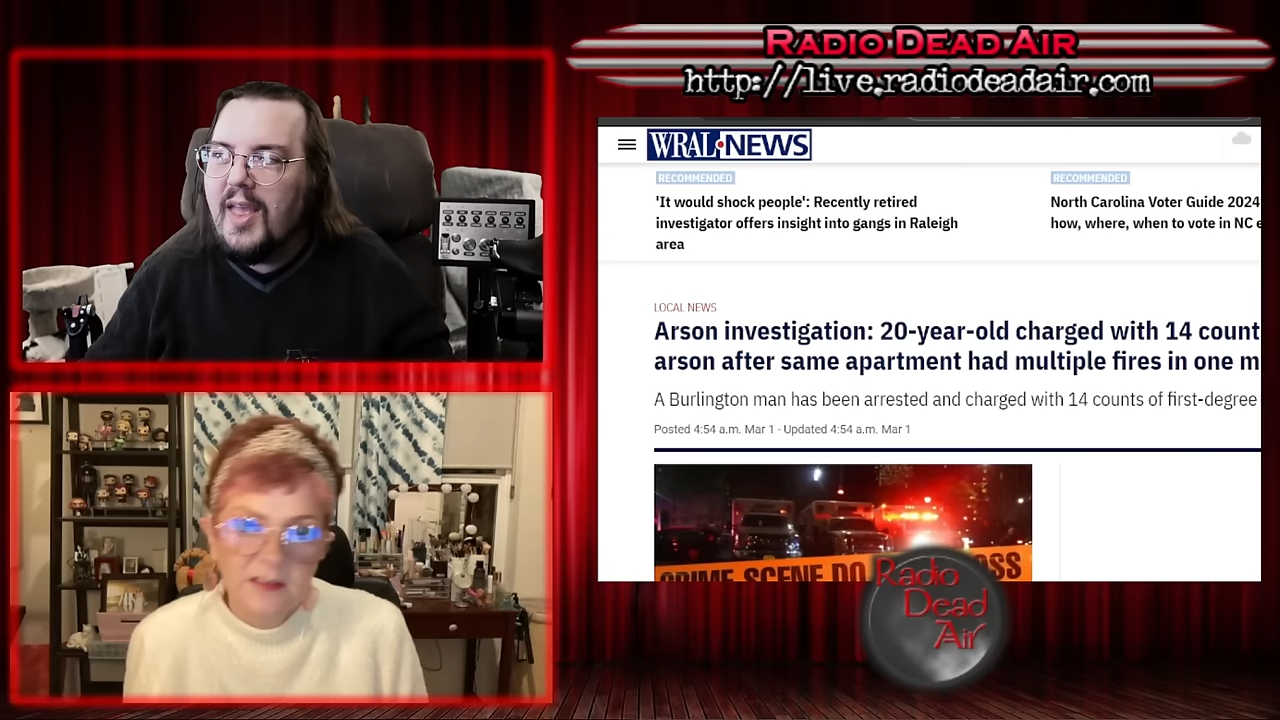 RADIO DEAD AIR
http://live.radiodeadair.com
WRAL NEWS
RECOMMENDED
'It would shock people': Recently retired
investigator offers insight into gangs in Raleigh
area
RECOMMENDED
North Carolina Voter Guide 2024
how, where, when to vote in NC e
LOCAL NEWS
Arson investigation: 20-year-old charged with 14 count
arson after same apartment had multiple fires in one m
A Burlington man has been arrested and charged with 14 counts of first-degree
Posted 4:54 a.m. Mar 1 - Updated 4:54 a.m. Mar 1
CRIME SCENE DO
OSS
Radio
Dead
Air